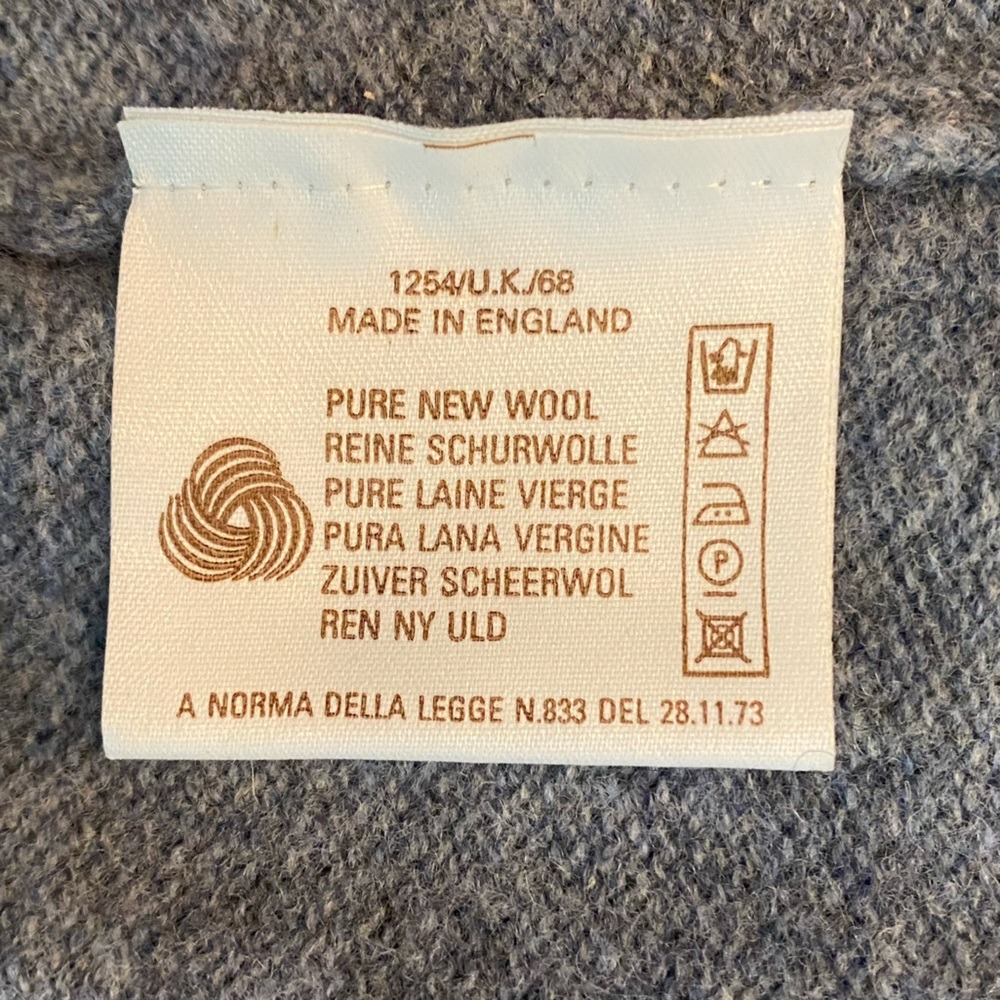 1254/U.K./68
MADE IN ENGLAND
PURE NEW WOOL
REINE SCHURWOLLE
PURE LAINE VIERGE
PURA LANA VERGINE
ZUIVER SCHEERWOL
REN NY ULD
P
A NORMA DELLA LEGGE N.833 DEL 28.11.73